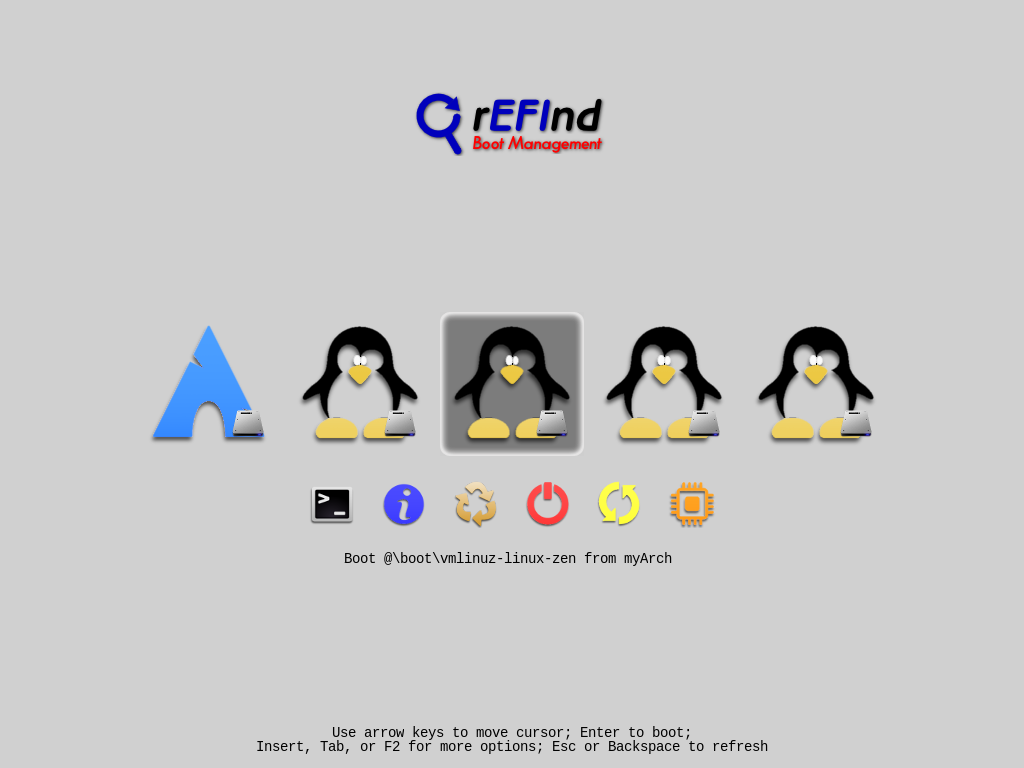 rEFInd
Boot Management
>_
i
Boot @\boot\vmlinuz-linux-zen from myArch
Use arrow keys to move cursor; Enter to boot;
Insert, Tab, or F2 for more options; Esc or Backspace to refresh